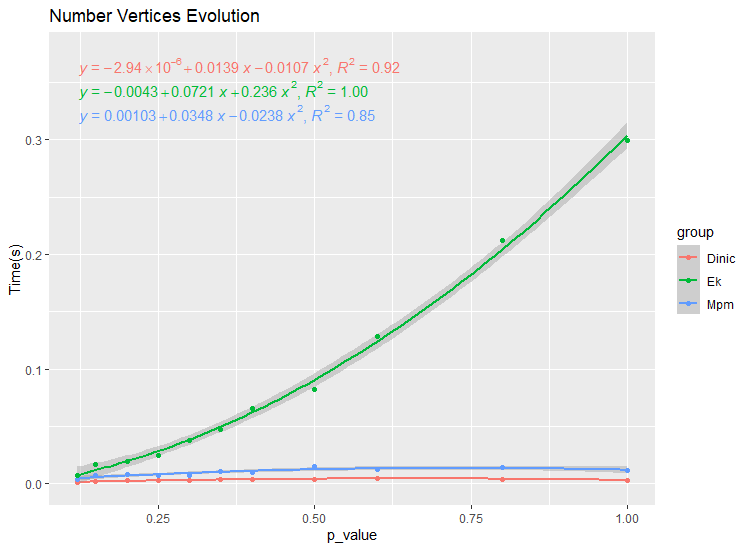 Number Vertices Evolution
y = −2.94×10⁻⁶ + 0.0139 x − 0.0107 x², R² = 0.92
y = −0.0043 + 0.0721 x + 0.236 x², R² = 1.00
y = 0.00103 + 0.0348 x − 0.0238 x², R² = 0.85
0.3
0.2
0.1
0.0
Time(s)
0.25 0.50 0.75 1.00
p_value
group
Dinic
Ek
Mpm